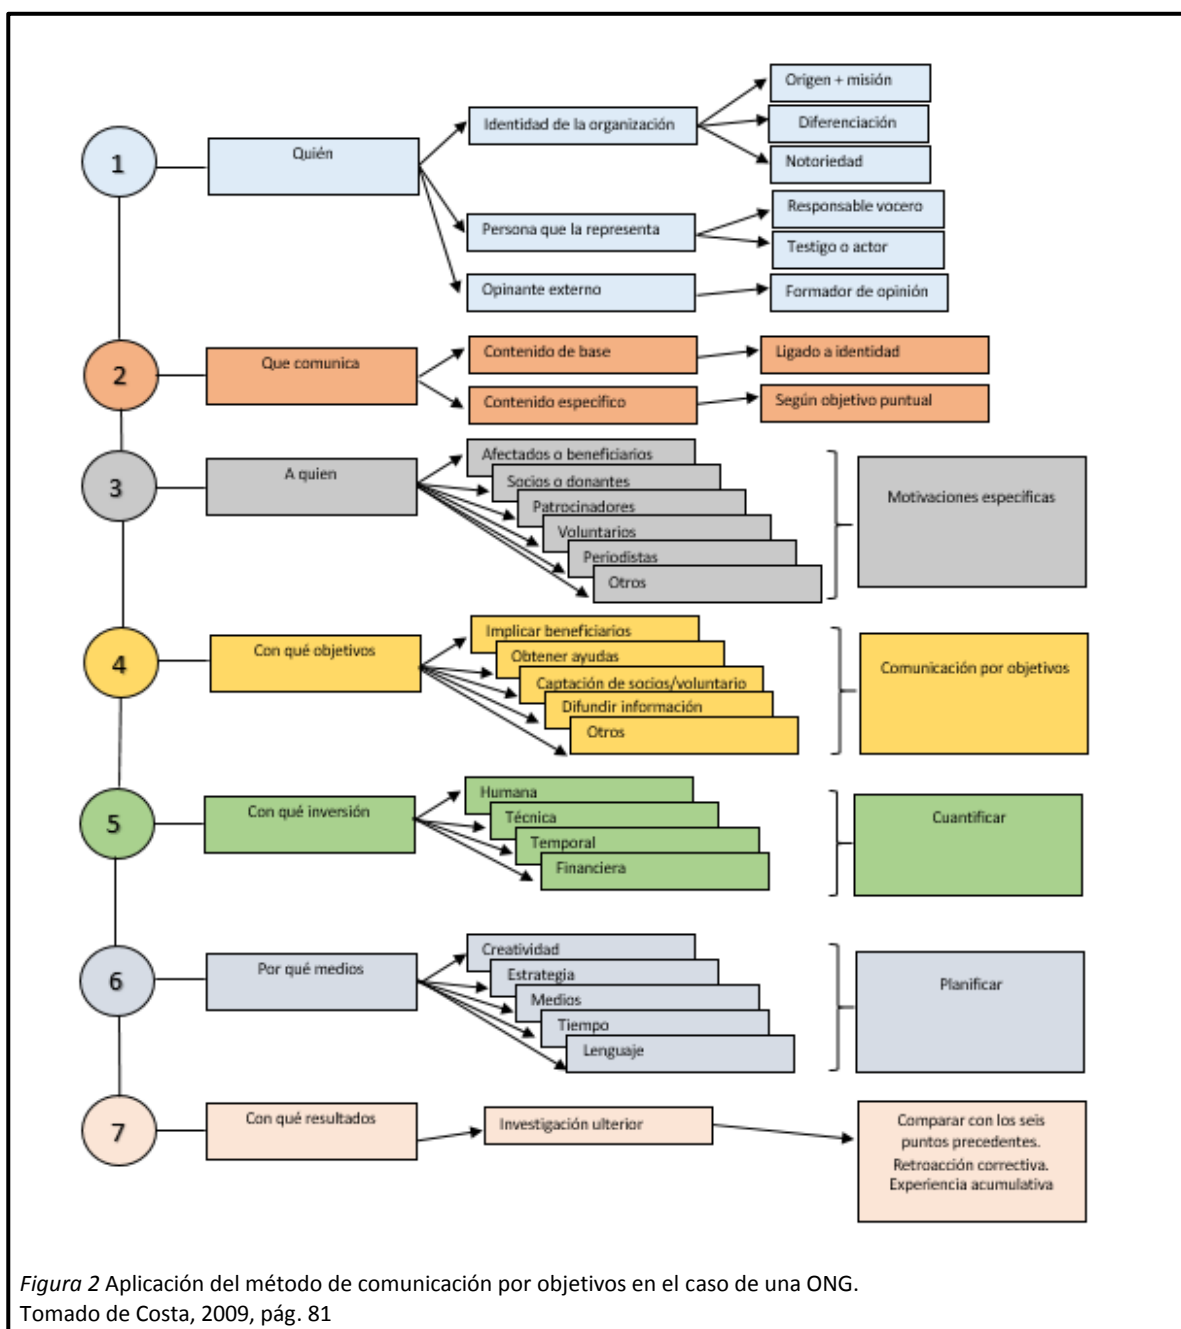 1
Quién
Identidad de la organización
Origen + misión
Diferenciación
Notoriedad
Persona que la representa
Responsable vocero
Testigo o actor
Opinante externo
Formador de opinión
2
Que comunica
Contenido de base
Ligado a identidad
Contenido especifico
Según objetivo puntual
3
A quien
Afectados o beneficiarios
Socios o donantes
Patrocinadores
Voluntarios
Periodistas
Otros
Motivaciones específicas
4
Con qué objetivos
Implicar beneficiarios
Obtener ayudas
Captación de socios/voluntario
Difundir información
Otros
Comunicación por objetivos
5
Con qué inversión
Humana
Técnica
Temporal
Financiera
Cuantificar
6
Por qué medios
Creatividad
Estrategia
Medios
Tiempo
Lenguaje
Planificar
7
Con qué resultados
Investigación ulterior
Comparar con los seis
puntos precedentes.
Retroacción correctiva.
Experiencia acumulativa
Figura 2 Aplicación del método de comunicación por objetivos en el caso de una ONG.
Tomado de Costa, 2009, pág. 81